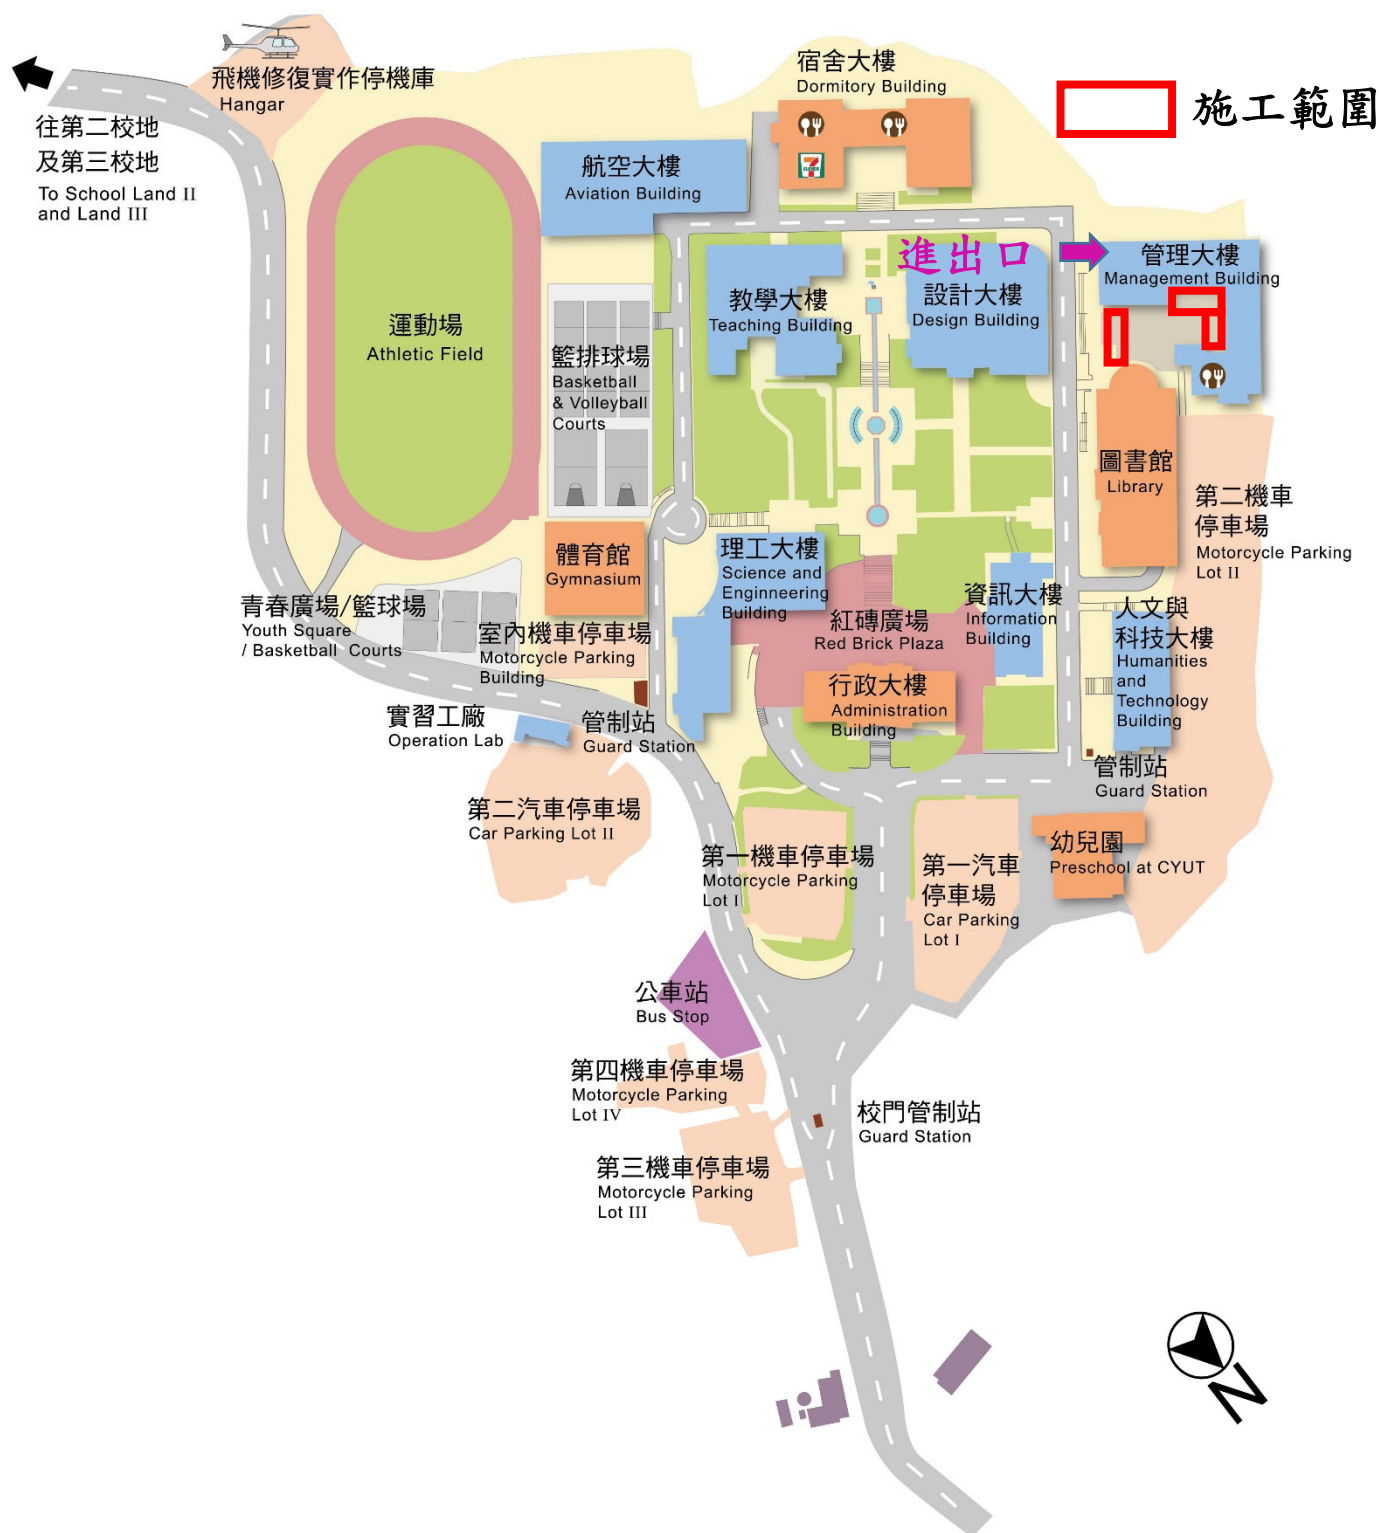 飛機修復實作停機庫
Hangar
往第二校地
及第三校地
To School Land II
and Land III
宿舍大樓
Dormitory Building
7
ELEVEN
施工範圍
航空大樓
Aviation Building
進出口
管理大樓
Management Building
教學大樓
Teaching Building
設計大樓
Design Building
運動場
Athletic Field
籃排球場
Basketball
& Volleyball
Courts
圖書館
Library
第二機車
停車場
Motorcycle Parking
Lot II
體育館
Gymnasium
理工大樓
Science and
Enginneering
Building
資訊大樓
Information
Building
紅磚廣場
Red Brick Plaza
人文與
科技大樓
Humanities
and
Technology
Building
青春廣場/籃球場
Youth Square
/ Basketball Courts
室內機車停車場
Motorcycle Parking
Building
行政大樓
Administration
Building
實習工廠
Operation Lab
管制站
Guard Station
管制站
Guard Station
第二汽車停車場
Car Parking Lot II
第一機車停車場
Motorcycle Parking
Lot I
第一汽車
停車場
Car Parking
Lot I
幼兒園
Preschool at CYUT
公車站
Bus Stop
第四機車停車場
Motorcycle Parking
Lot IV
校門管制站
Guard Station
第三機車停車場
Motorcycle Parking
Lot III
N